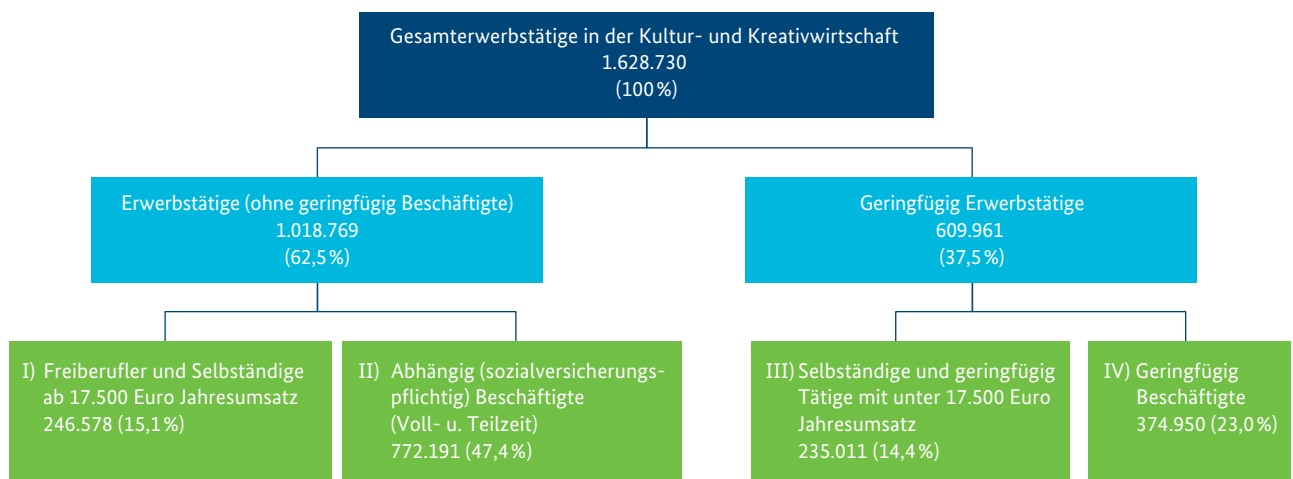 Gesamterwerbstätige in der Kultur- und Kreativwirtschaft
1.628.730
(100 %)
Erwerbstätige (ohne geringfügig Beschäftigte)
1.018.769
(62,5 %)
Geringfügig Erwerbstätige
609.961
(37,5 %)
I) Freiberufler und Selbständige
ab 17.500 Euro Jahresumsatz
246.578 (15,1 %)
II) Abhängig (sozialversicherungs-
pflichtig) Beschäftigte
(Voll- u. Teilzeit)
772.191 (47,4 %)
III) Selbständige und geringfügig
Tätige mit unter 17.500 Euro
Jahresumsatz
235.011 (14,4 %)
IV) Geringfügig
Beschäftigte
374.950 (23,0 %)